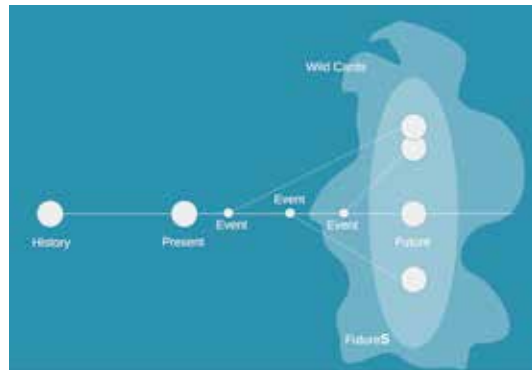 Wild Cards
Event
History
Present
Event
Event
Future
FutureS